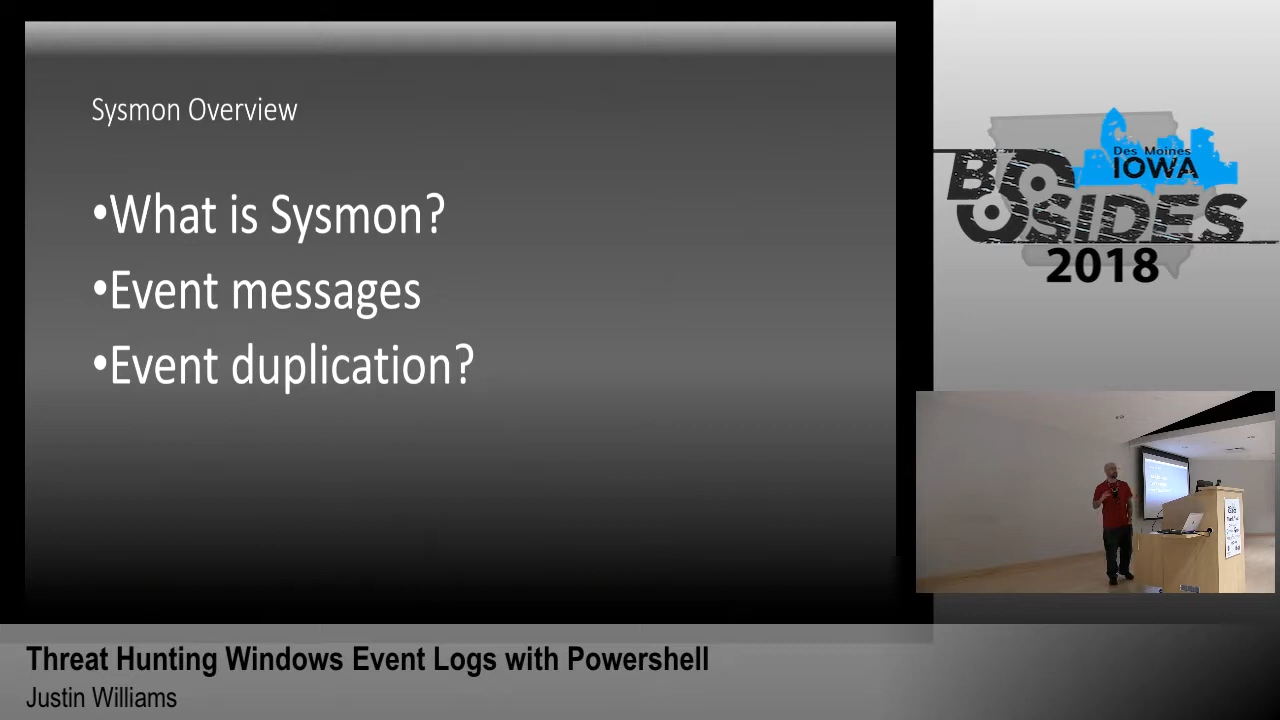 Sysmon Overview
•What is Sysmon?
•Event messages
•Event duplication?
Des Moines
IOWA
BSIDES
2018
Threat Hunting Windows Event Logs with Powershell
Justin Williams